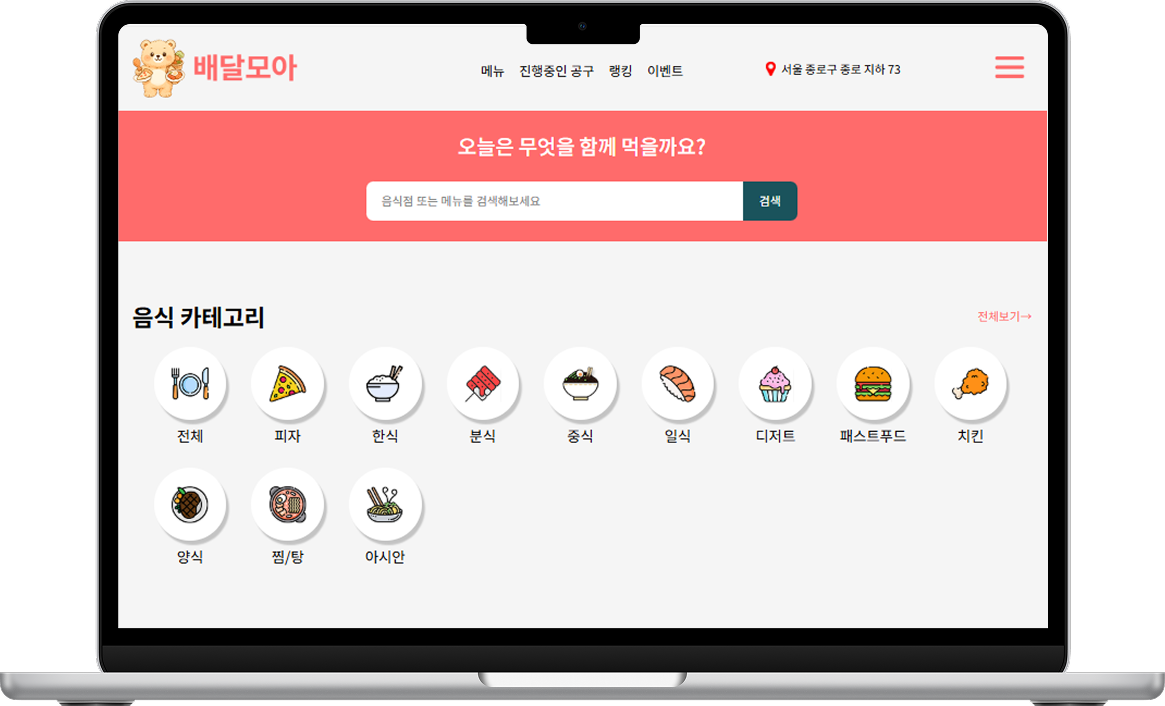 배달모아
메뉴 진행중인 공구 랭킹 이벤트
서울 종로구 종로 지하 73
오늘은 무엇을 함께 먹을까요?
음식점 또는 메뉴를 검색해보세요
검색
음식 카테고리
전체보기→
전체 피자 한식 분식 중식 일식 디저트 패스트푸드 치킨
양식 찜/탕 아시안